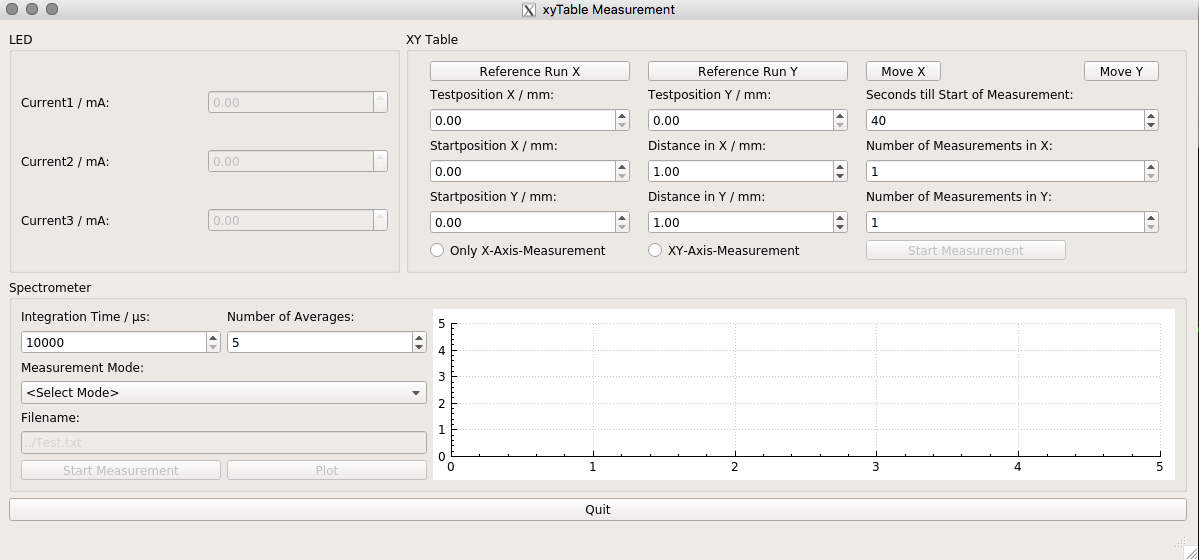 xyTable Measurement
LED
XY Table
Reference Run X
Reference Run Y
Move X
Move Y
Current1 / mA:
0.00
Testposition X / mm:
Testposition Y / mm:
Seconds till Start of Measurement:
0.00
0.00
40
Current2 / mA:
0.00
Startposition X / mm:
Distance in X / mm:
Number of Measurements in X:
0.00
1.00
1
Current3 / mA:
0.00
Startposition Y / mm:
Distance in Y / mm:
Number of Measurements in Y:
0.00
1.00
1
Only X-Axis-Measurement
XY-Axis-Measurement
Start Measurement
Spectrometer
Integration Time / µs:
Number of Averages:
10000
5
Measurement Mode:
<Select Mode>
Filename:
../Test.txt
Start Measurement
Plot
5
4
3
2
1
0
0
1
2
3
4
5
Quit